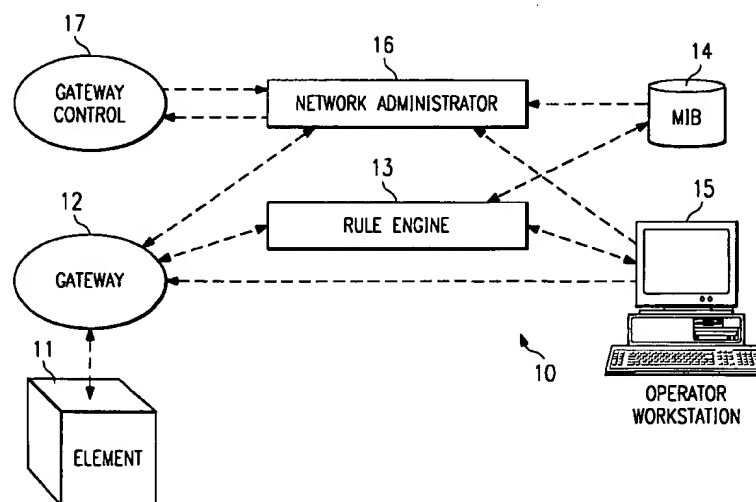 17
GATEWAY
CONTROL
16
NETWORK ADMINISTRATOR
14
MIB
12
GATEWAY
13
RULE ENGINE
15
11
ELEMENT
10
OPERATOR
WORKSTATION